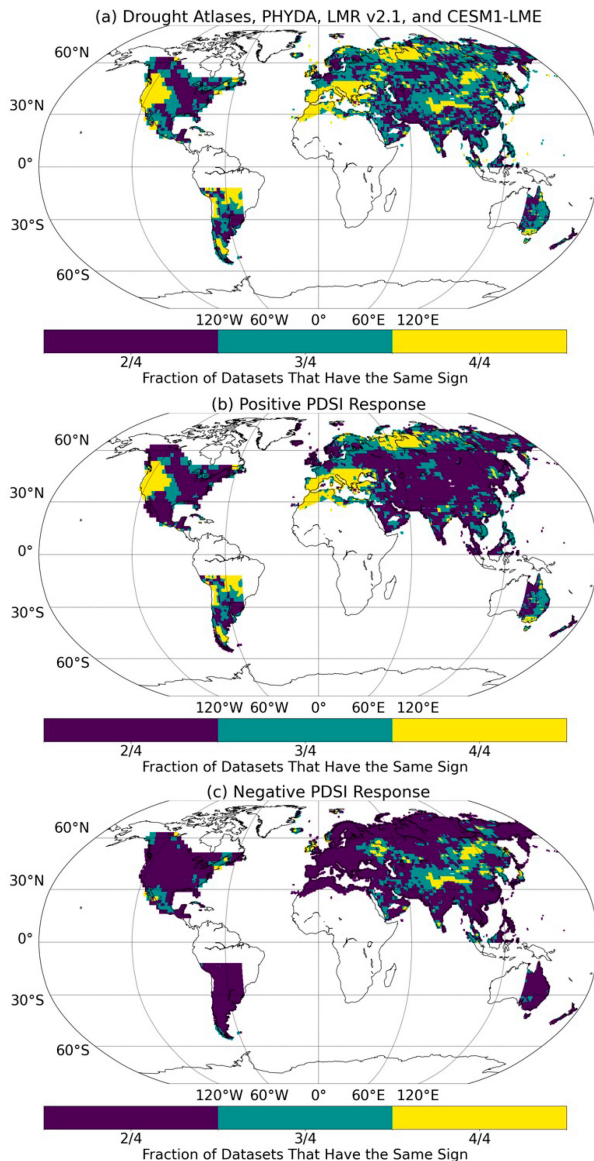 (a) Drought Atlases, PHYDA, LMR v2.1, and CESM1-LME
60°N
30°N
0°
30°S
60°S
120°W 60°W 0° 60°E 120°E
2/4 3/4 4/4
Fraction of Datasets That Have the Same Sign
(b) Positive PDSI Response
60°N
30°N
0°
30°S
60°S
120°W 60°W 0° 60°E 120°E
2/4 3/4 4/4
Fraction of Datasets That Have the Same Sign
(c) Negative PDSI Response
60°N
30°N
0°
30°S
60°S
120°W 60°W 0° 60°E 120°E
2/4 3/4 4/4
Fraction of Datasets That Have the Same Sign